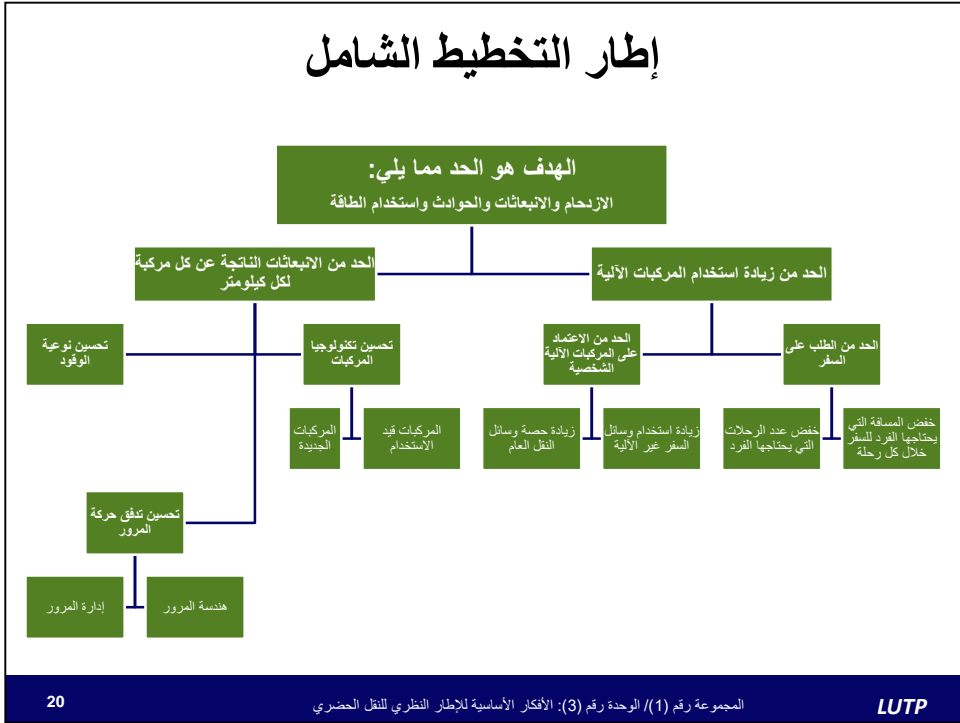 إطار التخطيط الشامل
الهدف هو الحد مما يلي:
الازدحام والانبعاثات والحوادث واستخدام الطاقة
الحد من زيادة استخدام المركبات الآلية
الحد من الانبعاثات الناتجة عن كل مركبة
لكل كيلومتر
الحد من الطلب على
السفر
الحد من الاعتماد
على المركبات الآلية
الشخصية
تحسين تكنولوجيا
المركبات
تحسين نوعية
الوقود
خفض المسافة التي
يحتاجها الفرد للسفر
خلال كل رحلة
خفض عدد الرحلات
التي يحتاجها الفرد
زيادة استخدام وسائل
السفر غير الآلية
زيادة حصة وسائل
النقل العام
المركبات قيد
الاستخدام
المركبات
الجديدة
تحسين تدفق حركة
المرور
هندسة المرور
إدارة المرور
LUTP
المجموعة رقم (1)/ الوحدة رقم (3): الأفكار الأساسية للإطار النظري للنقل الحضري
20